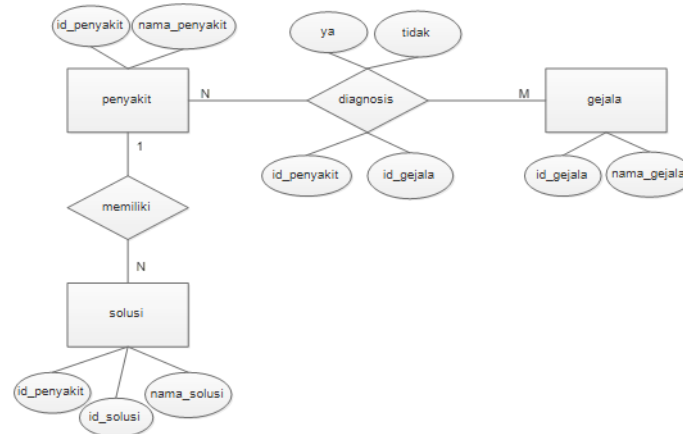 id_penyakit
nama_penyakit
ya
tidak
penyakit
N
diagnosis
M
gejala
1
id_penyakit
id_gejala
id_gejala
nama_gejala
memiliki
N
solusi
id_penyakit
nama_solusi
id_solusi